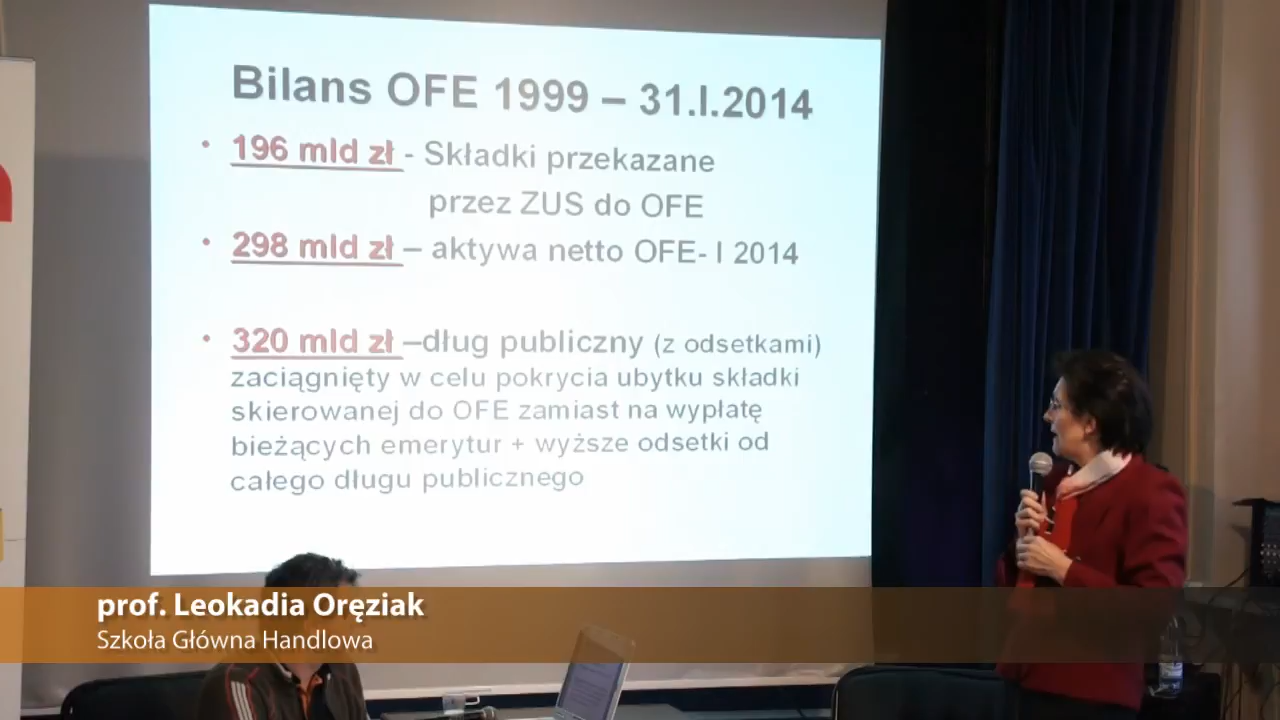 Bilans OFE 1999 – 31.I.2014
• 196 mld zł - Składki przekazane
przez ZUS do OFE
• 298 mld zł – aktywa netto OFE- I 2014
• 320 mld zł –dług publiczny (z odsetkami)
zaciągnięty w celu pokrycia ubytku składki
skierowanej do OFE zamiast na wypłatę
bieżących emerytur + wyższe odsetki od
całego długu publicznego
prof. Leokadia Oręziak
Szkoła Główna Handlowa